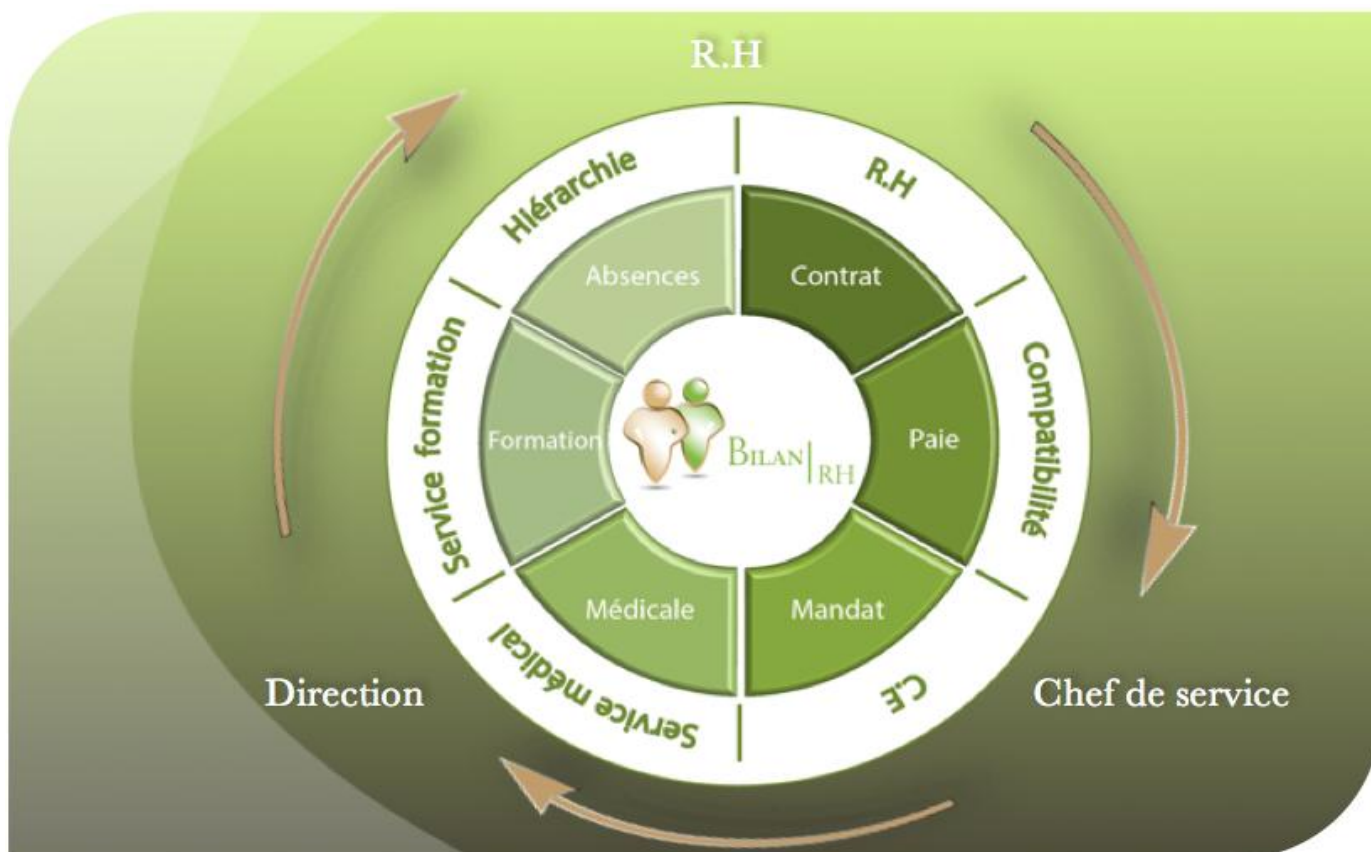 R.H
Hiérarchie
R.H
Absences
Contrat
Service formation
Compatibilité
Formation
Paie
BILAN
RH
Médicale
Mandat
Service médical
C.E
Direction
Chef de service